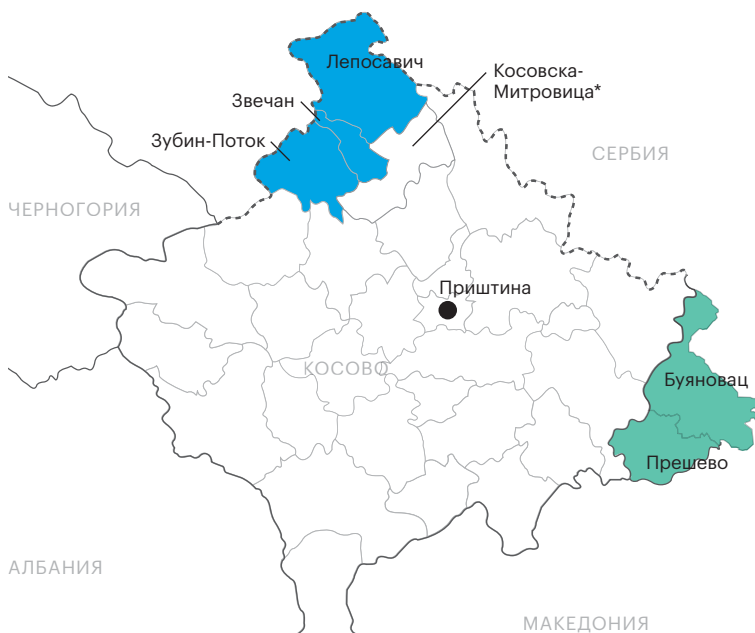 Лепосавич
Косовска-
Митровица*
Звечан
Зубин-Поток
СЕРБИЯ
ЧЕРНОГОРИЯ
Приштина
КОСОВО
Буяновац
Прешево
АЛБАНИЯ
МАКЕДОНИЯ